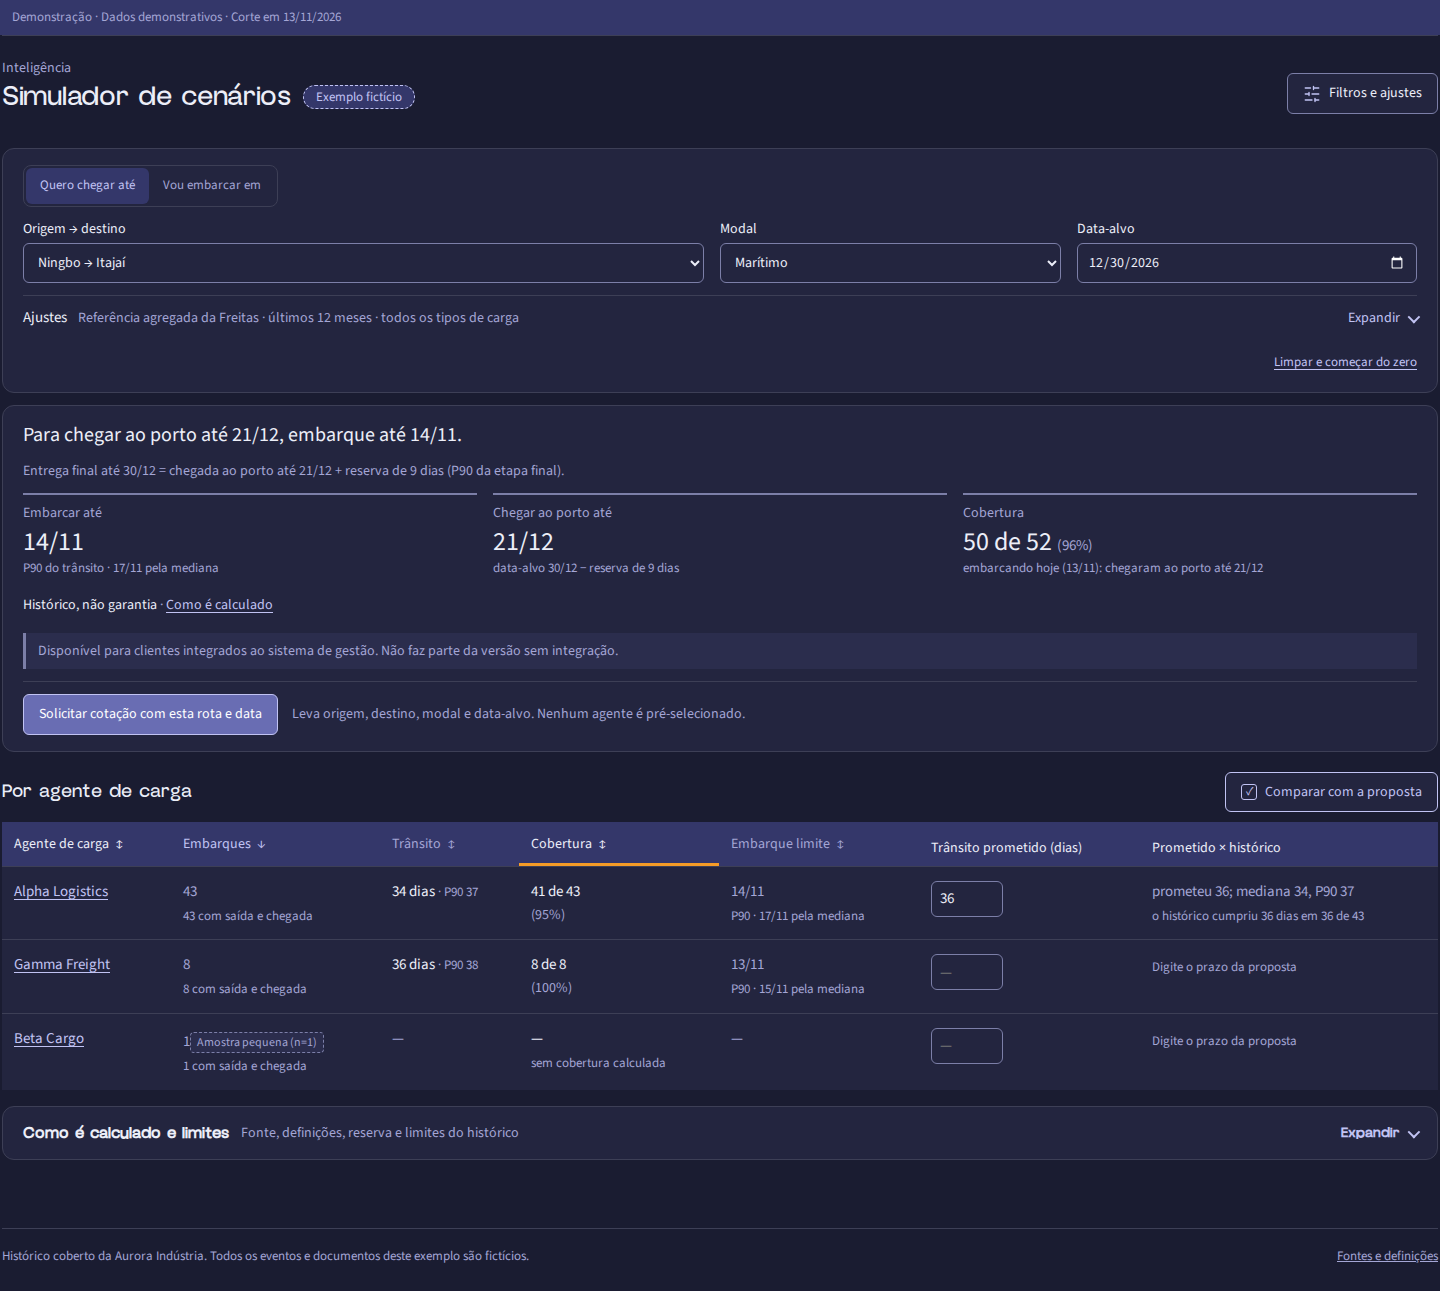 Demonstração · Dados demonstrativos · Corte em 13/11/2026
Inteligência
Simulador de cenários
Exemplo fictício
Filtros e ajustes
Quero chegar até
Vou embarcar em
Origem → destino
Modal
Data-alvo
Ningbo → Itajaí
Marítimo
12/30/2026
Ajustes
Referência agregada da Freitas · últimos 12 meses · todos os tipos de carga
Expandir
Limpar e começar do zero
Para chegar ao porto até 21/12, embarque até 14/11.
Entrega final até 30/12 = chegada ao porto até 21/12 + reserva de 9 dias (P90 da etapa final).
Embarcar até
14/11
P90 do trânsito · 17/11 pela mediana
Chegar ao porto até
21/12
data-alvo 30/12 − reserva de 9 dias
Cobertura
50 de 52 (96%)
embarcando hoje (13/11): chegaram ao porto até 21/12
Histórico, não garantia · Como é calculado
Disponível para clientes integrados ao sistema de gestão. Não faz parte da versão sem integração.
Solicitar cotação com esta rota e data
Leva origem, destino, modal e data-alvo. Nenhum agente é pré-selecionado.
Por agente de carga
Comparar com a proposta
Agente de carga ↕
Embarques ↓
Trânsito ↕
Cobertura ↕
Embarque limite ↕
Trânsito prometido (dias)
Prometido × histórico
Alpha Logistics
43
43 com saída e chegada
34 dias · P90 37
41 de 43
(95%)
14/11
P90 · 17/11 pela mediana
36
prometeu 36; mediana 34, P90 37
o histórico cumpriu 36 dias em 36 de 43
Gamma Freight
8
8 com saída e chegada
36 dias · P90 38
8 de 8
(100%)
13/11
P90 · 15/11 pela mediana
—
Digite o prazo da proposta
Beta Cargo
1 Amostra pequena (n=1)
1 com saída e chegada
—
—
sem cobertura calculada
—
—
Digite o prazo da proposta
Como é calculado e limites
Fonte, definições, reserva e limites do histórico
Expandir
Histórico coberto da Aurora Indústria. Todos os eventos e documentos deste exemplo são fictícios.
Fontes e definições